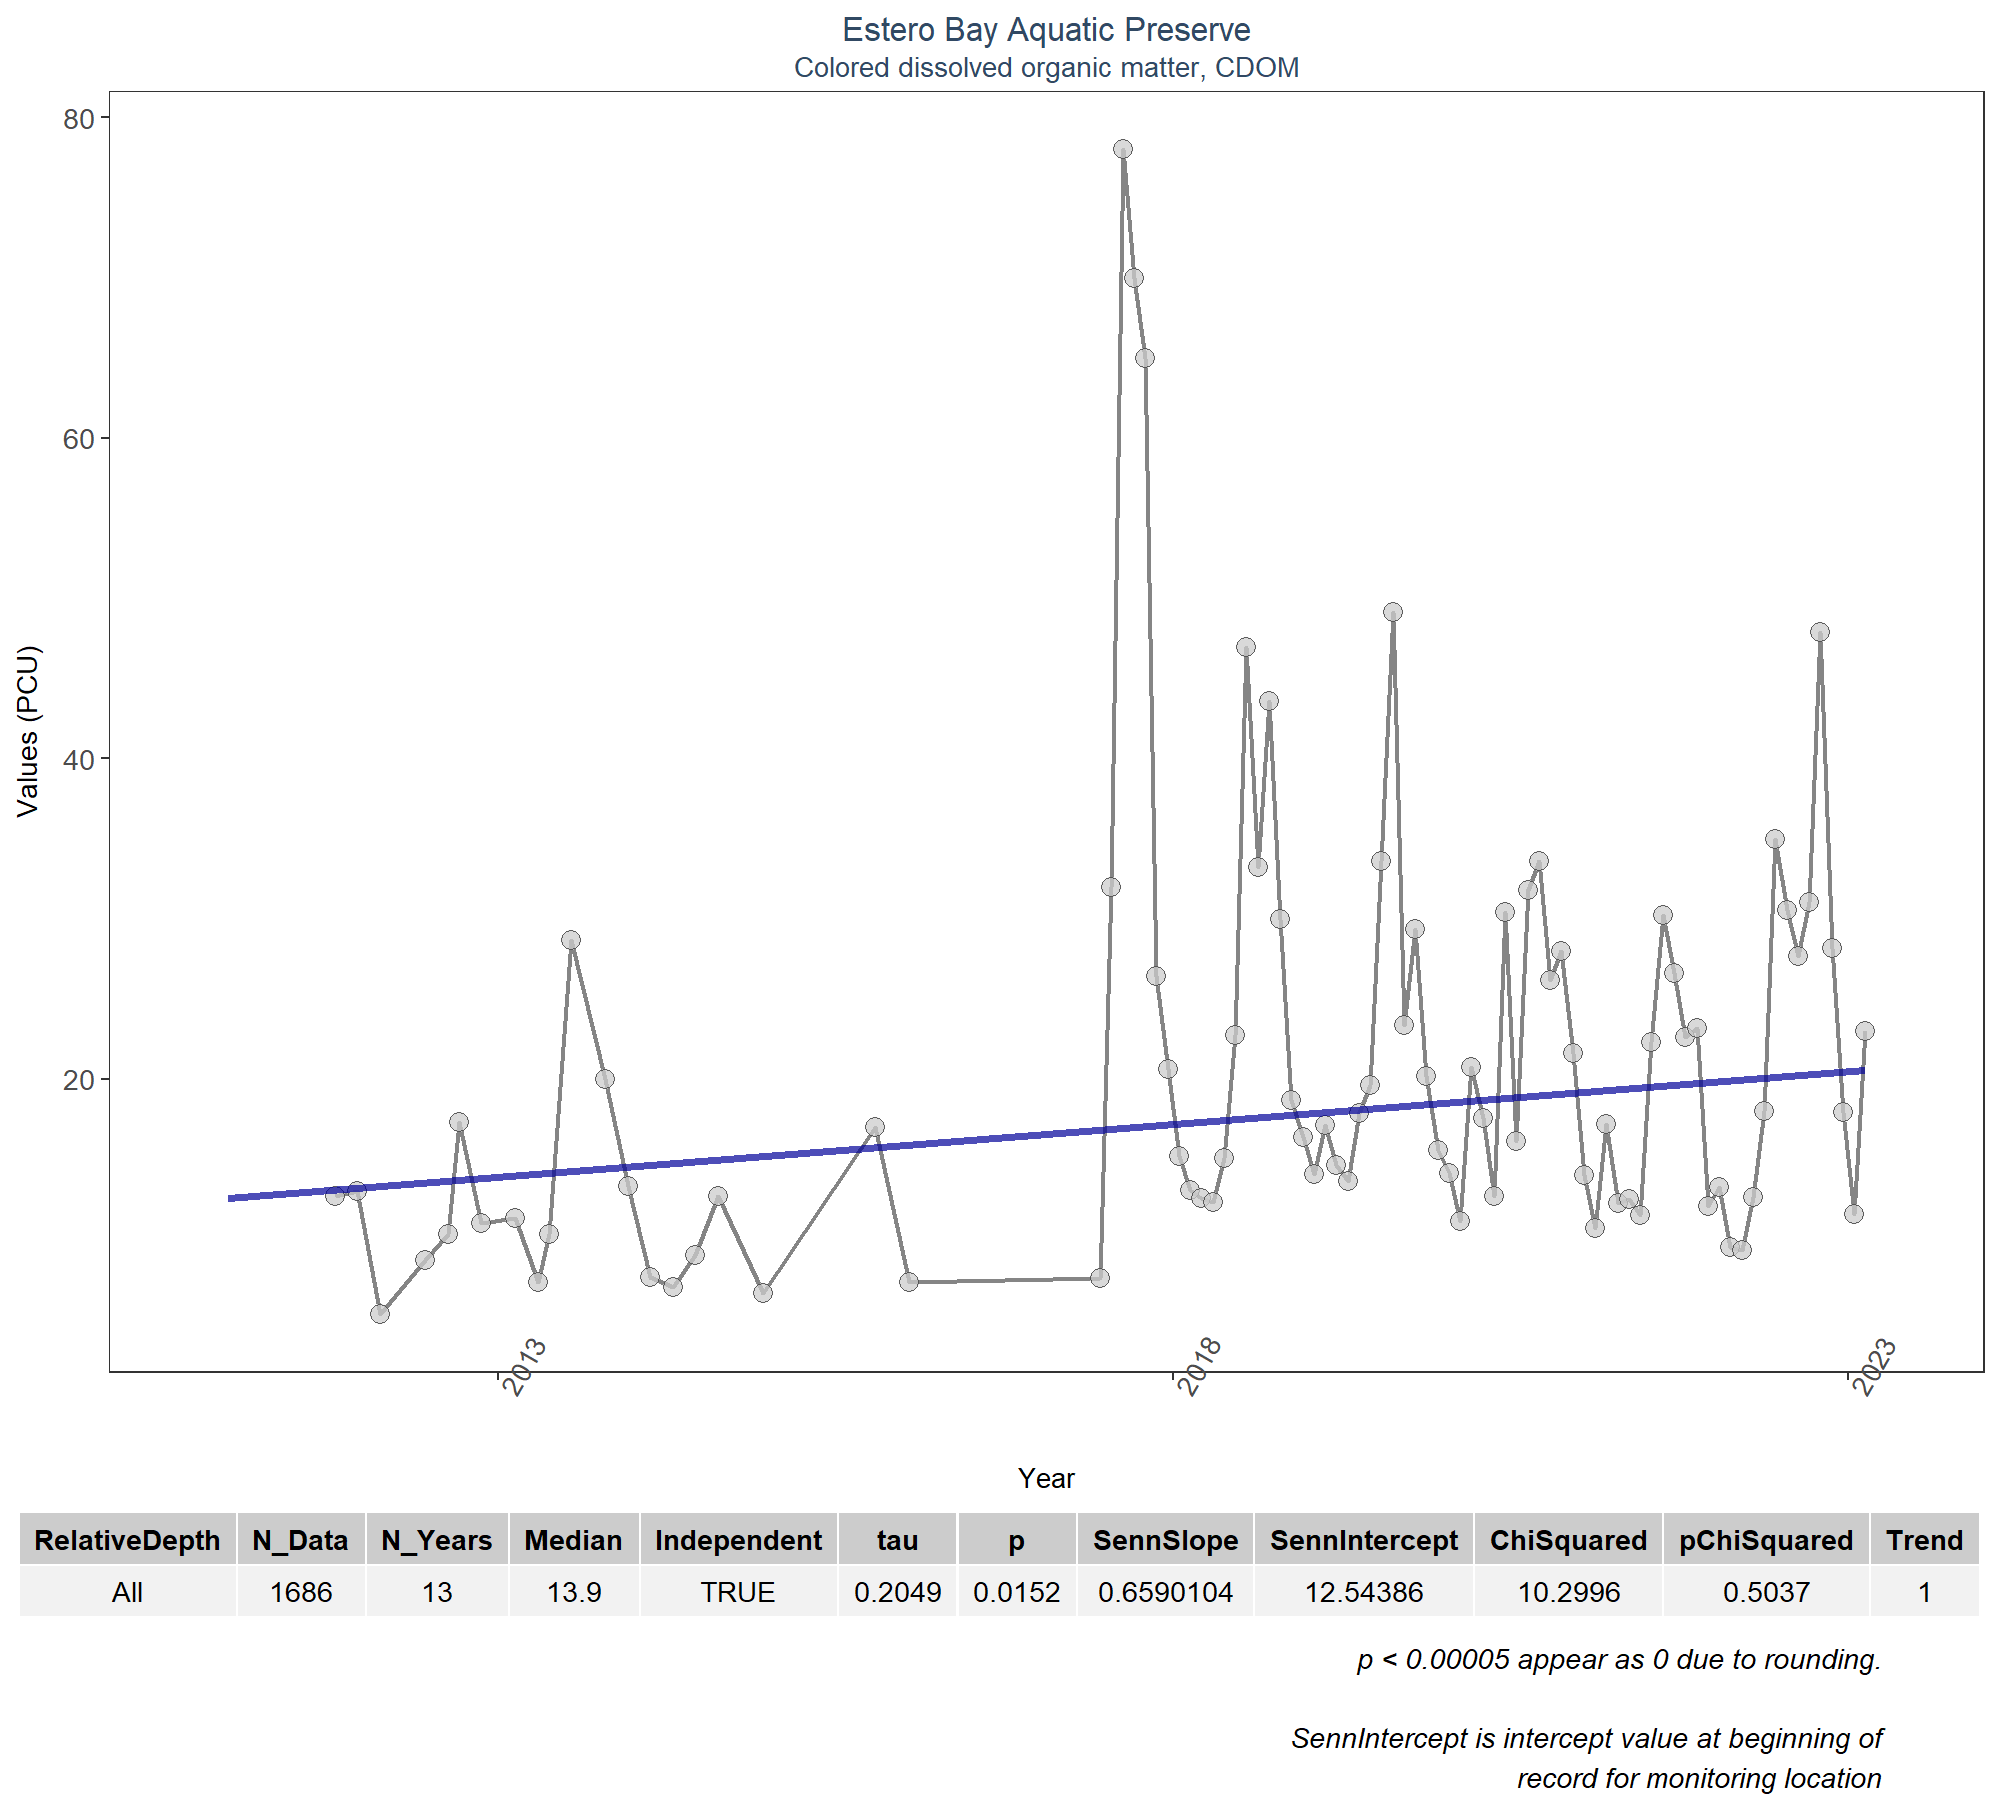 Estero Bay Aquatic Preserve
Colored dissolved organic matter, CDOM
80
60
40
20
Values (PCU)
2013
2018
2023
Year
RelativeDepth N_Data N_Years Median Independent tau p SennSlope SennIntercept ChiSquared pChiSquared Trend
All 1686 13 13.9 TRUE 0.2049 0.0152 0.6590104 12.54386 10.2996 0.5037 1
p < 0.00005 appear as 0 due to rounding.
SennIntercept is intercept value at beginning of
record for monitoring location